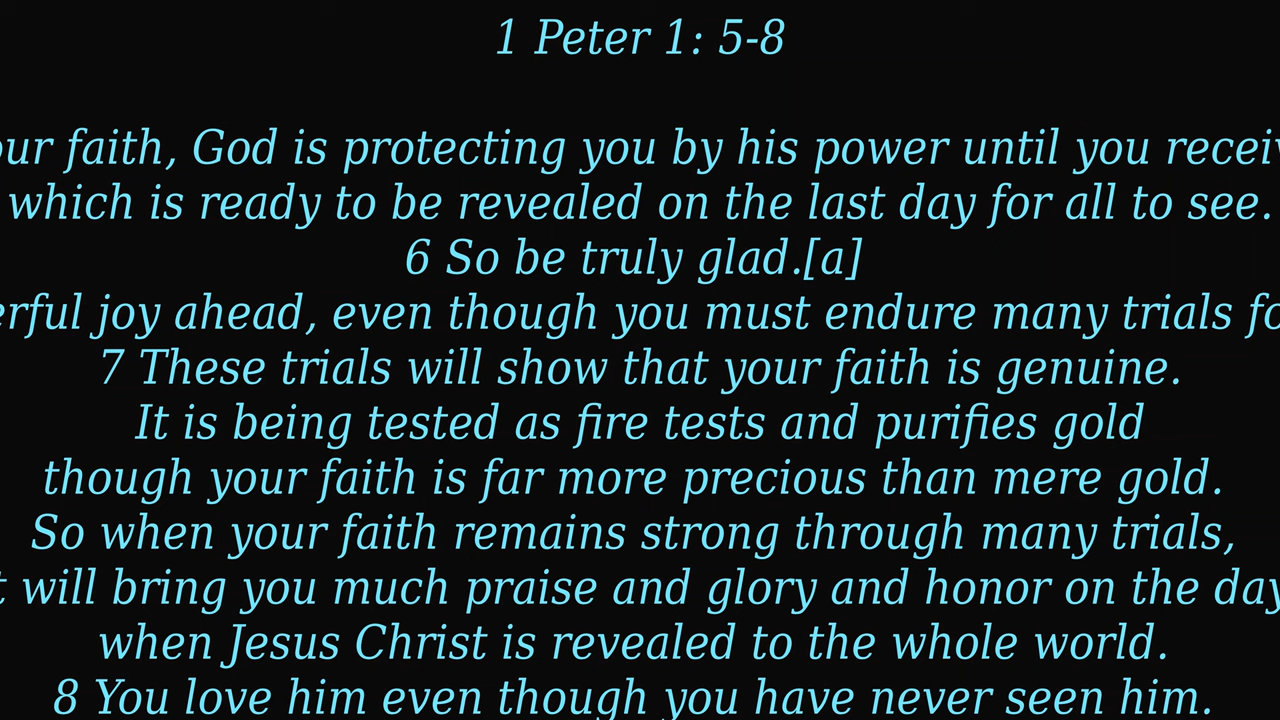 1 Peter 1: 5-8
faith, God is protecting you by his power until you
which is ready to be revealed on the last day for all to see.
6 So be truly glad.[a]
joy ahead, even though you must endure many trials
7 These trials will show that your faith is genuine.
It is being tested as fire tests and purifies gold
though your faith is far more precious than mere gold.
So when your faith remains strong through many trials,
will bring you much praise and glory and honor on the day
when Jesus Christ is revealed to the whole world.
8 You love him even though you have never seen him.